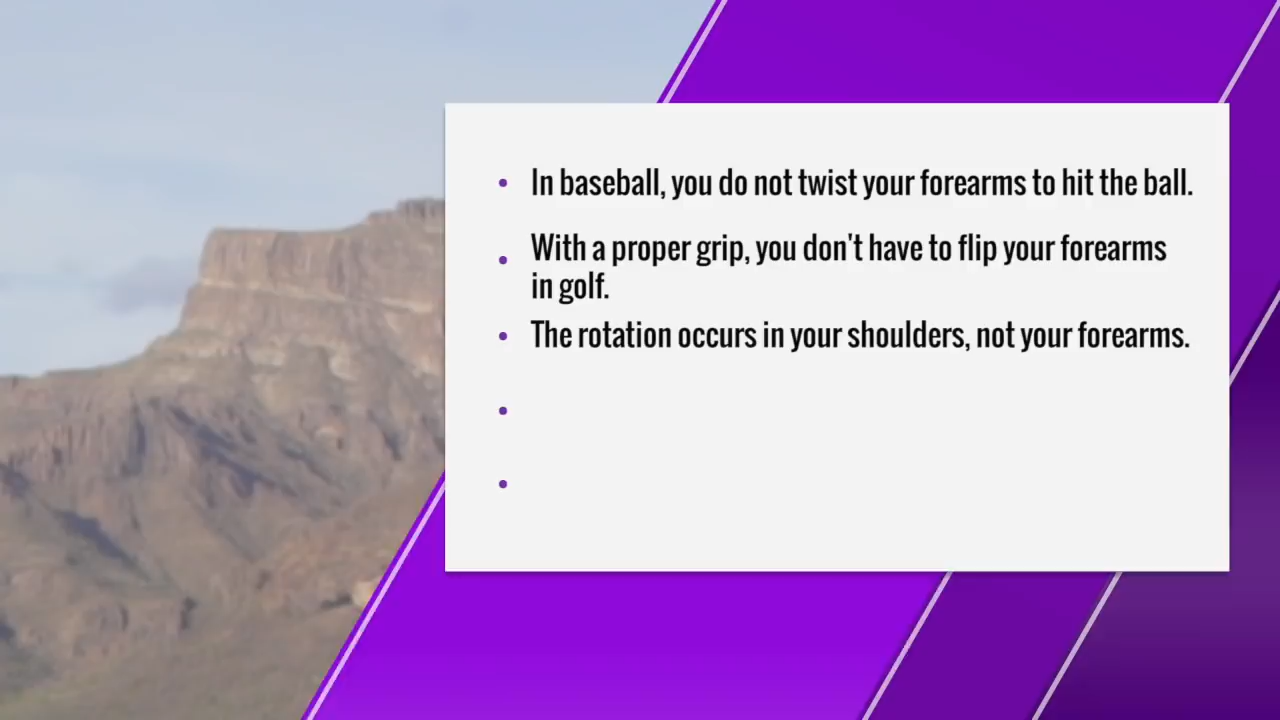 In baseball, you do not twist your forearms to hit the ball.
With a proper grip, you don't have to flip your forearms
in golf.
The rotation occurs in your shoulders, not your forearms.